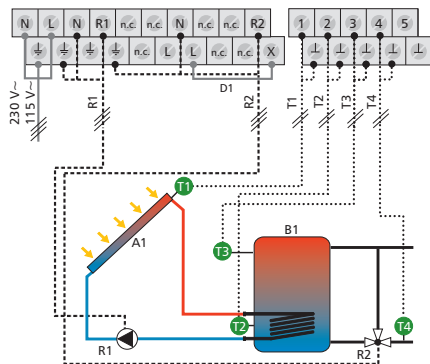 N L N R1 n.c. n.c. N n.c. n.c. R2
n.c. N L L n.c. X
1 2 3 4 5
D1
230 V~
115 V~
R1
R2
T1
T2
T3
T4
T1
A1
B1
T3
T2
T4
R1
R2